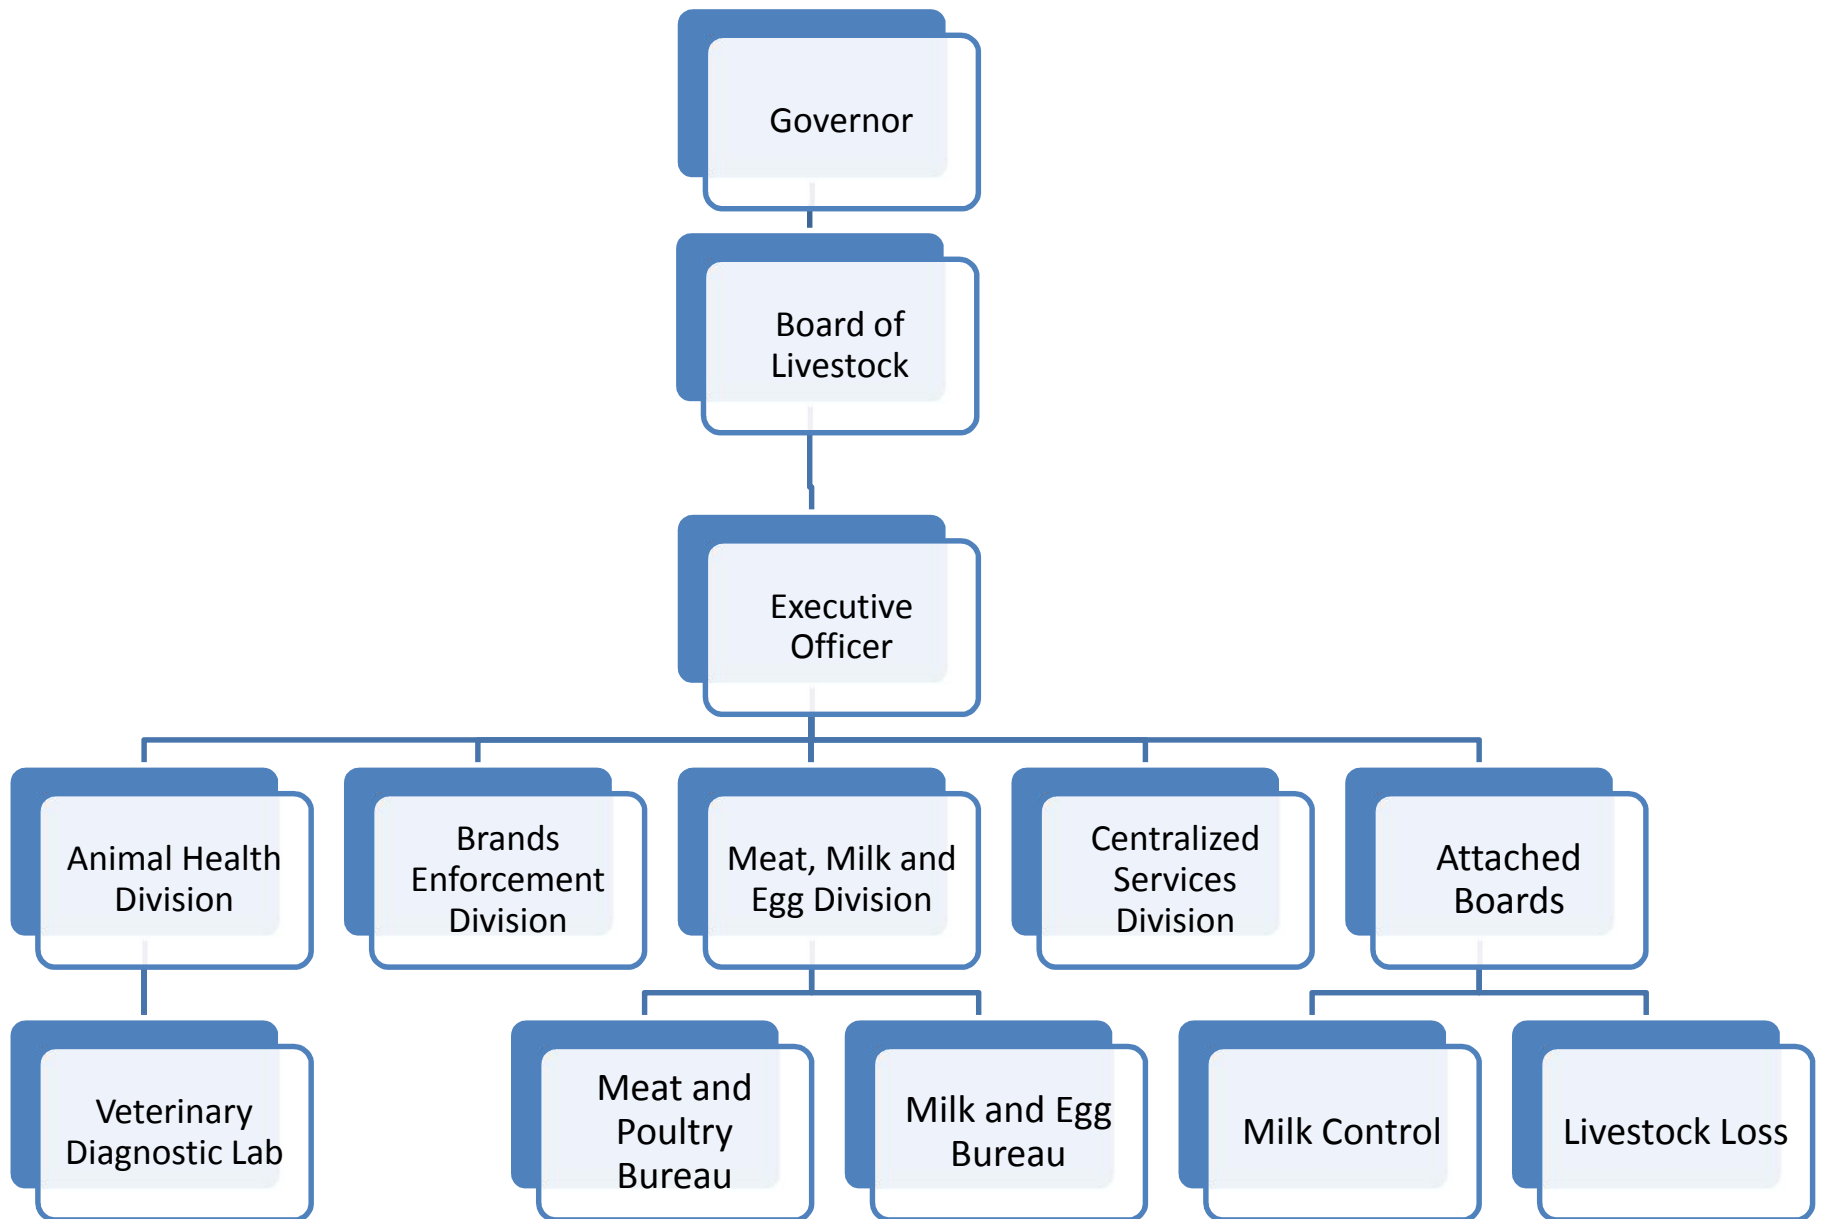 Governor
Board of
Livestock
Executive
Officer
Animal Health
Division
Brands
Enforcement
Division
Meat, Milk and
Egg Division
Centralized
Services
Division
Attached
Boards
Veterinary
Diagnostic Lab
Meat and
Poultry
Bureau
Milk and Egg
Bureau
Milk Control
Livestock Loss